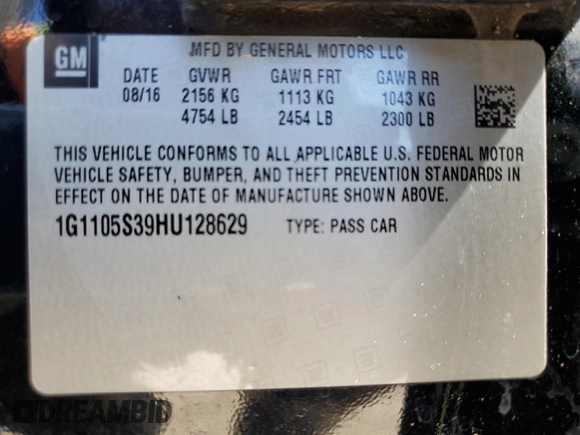 GM
MFD BY GENERAL MOTORS LLC
DATE GVWR GAWR FRT GAWR RR
08/16 2156 KG 1113 KG 1043 KG
4754 LB 2454 LB 2300 LB
THIS VEHICLE CONFORMS TO ALL APPLICABLE U.S. FEDERAL MOTOR
VEHICLE SAFETY, BUMPER, AND THEFT PREVENTION STANDARDS IN
EFFECT ON THE DATE OF MANUFACTURE SHOWN ABOVE.
1G1105S39HU128629 TYPE: PASS CAR
DREAMBID